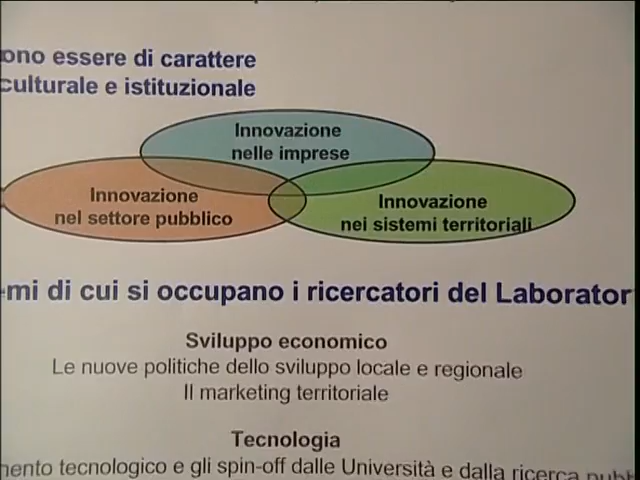 ono essere di carattere
culturale e istituzionale
Innovazione
nelle imprese
Innovazione
nel settore pubblico
Innovazione
nei sistemi territoriali
mi di cui si occupano i ricercatori del Laborator
Sviluppo economico
Le nuove politiche dello sviluppo locale e regionale
Il marketing territoriale
Tecnologia
mento tecnologico e gli spin-off dalle Università e dalla ricerca pubb